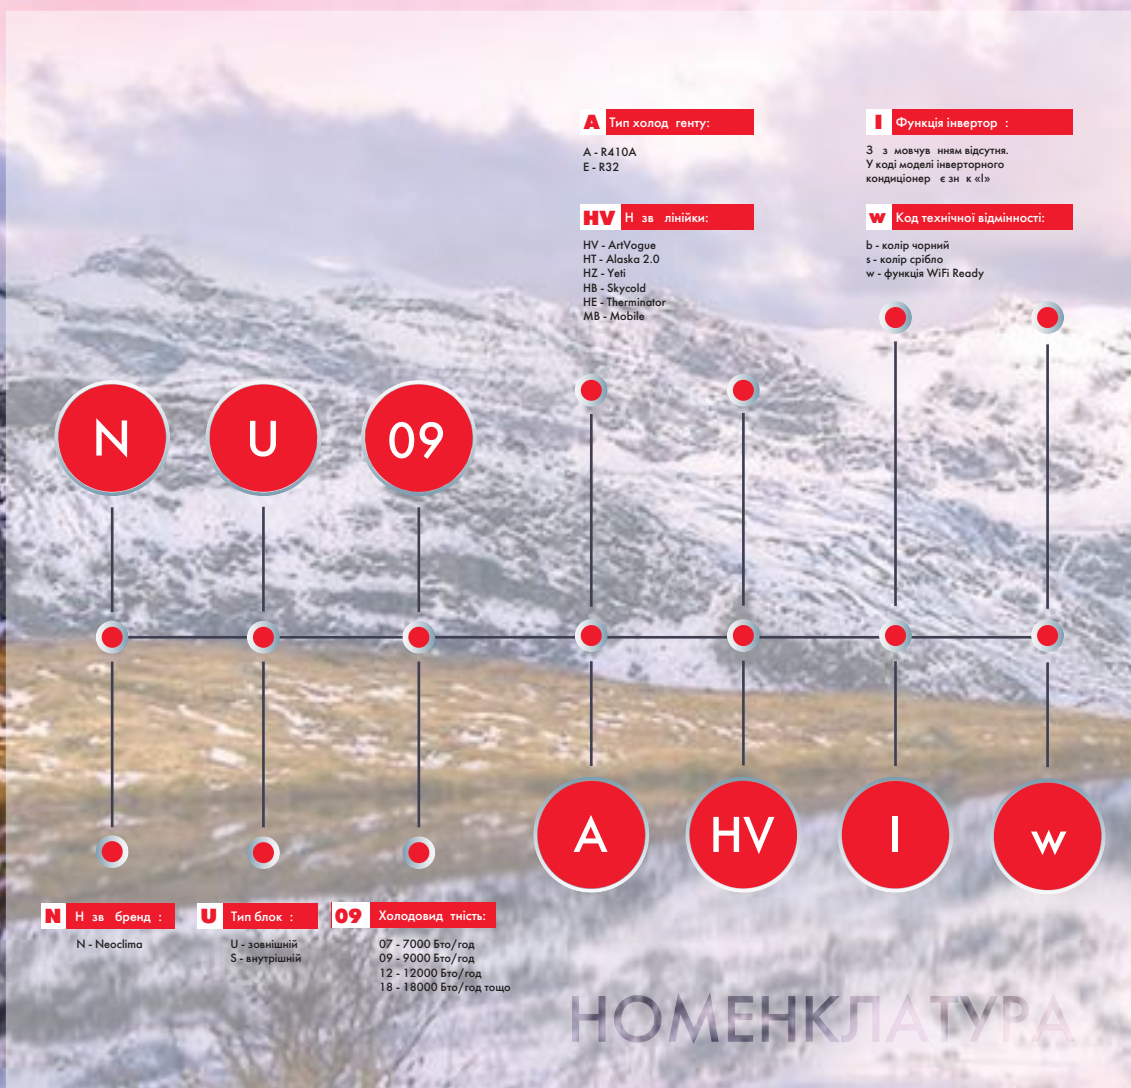 A Тип холод генту:
A - R410A
E - R32
HV Н зв лінійки:
HV - ArtVogue
HT - Alaska 2.0
HZ - Yeti
HB - Skycold
HE - Therminator
MB - Mobile
I Функція інвертор :
З з мовчув нням відсутня.
У коді моделі інверторного
кондиціонер є зн к «I»
w Код технічної відмінності:
b - колір чорний
s - колір срібло
w - функція WiFi Ready
N U 09
A HV I w
N Н зв бренд :
N - Neoclima
U Тип блок :
U - зовнішній
S - внутрішній
09 Холодовид тність:
07 - 7000 Бто/год
09 - 9000 Бто/год
12 - 12000 Бто/год
18 - 18000 Бто/год тощо
НОМЕНКЛАТУРА